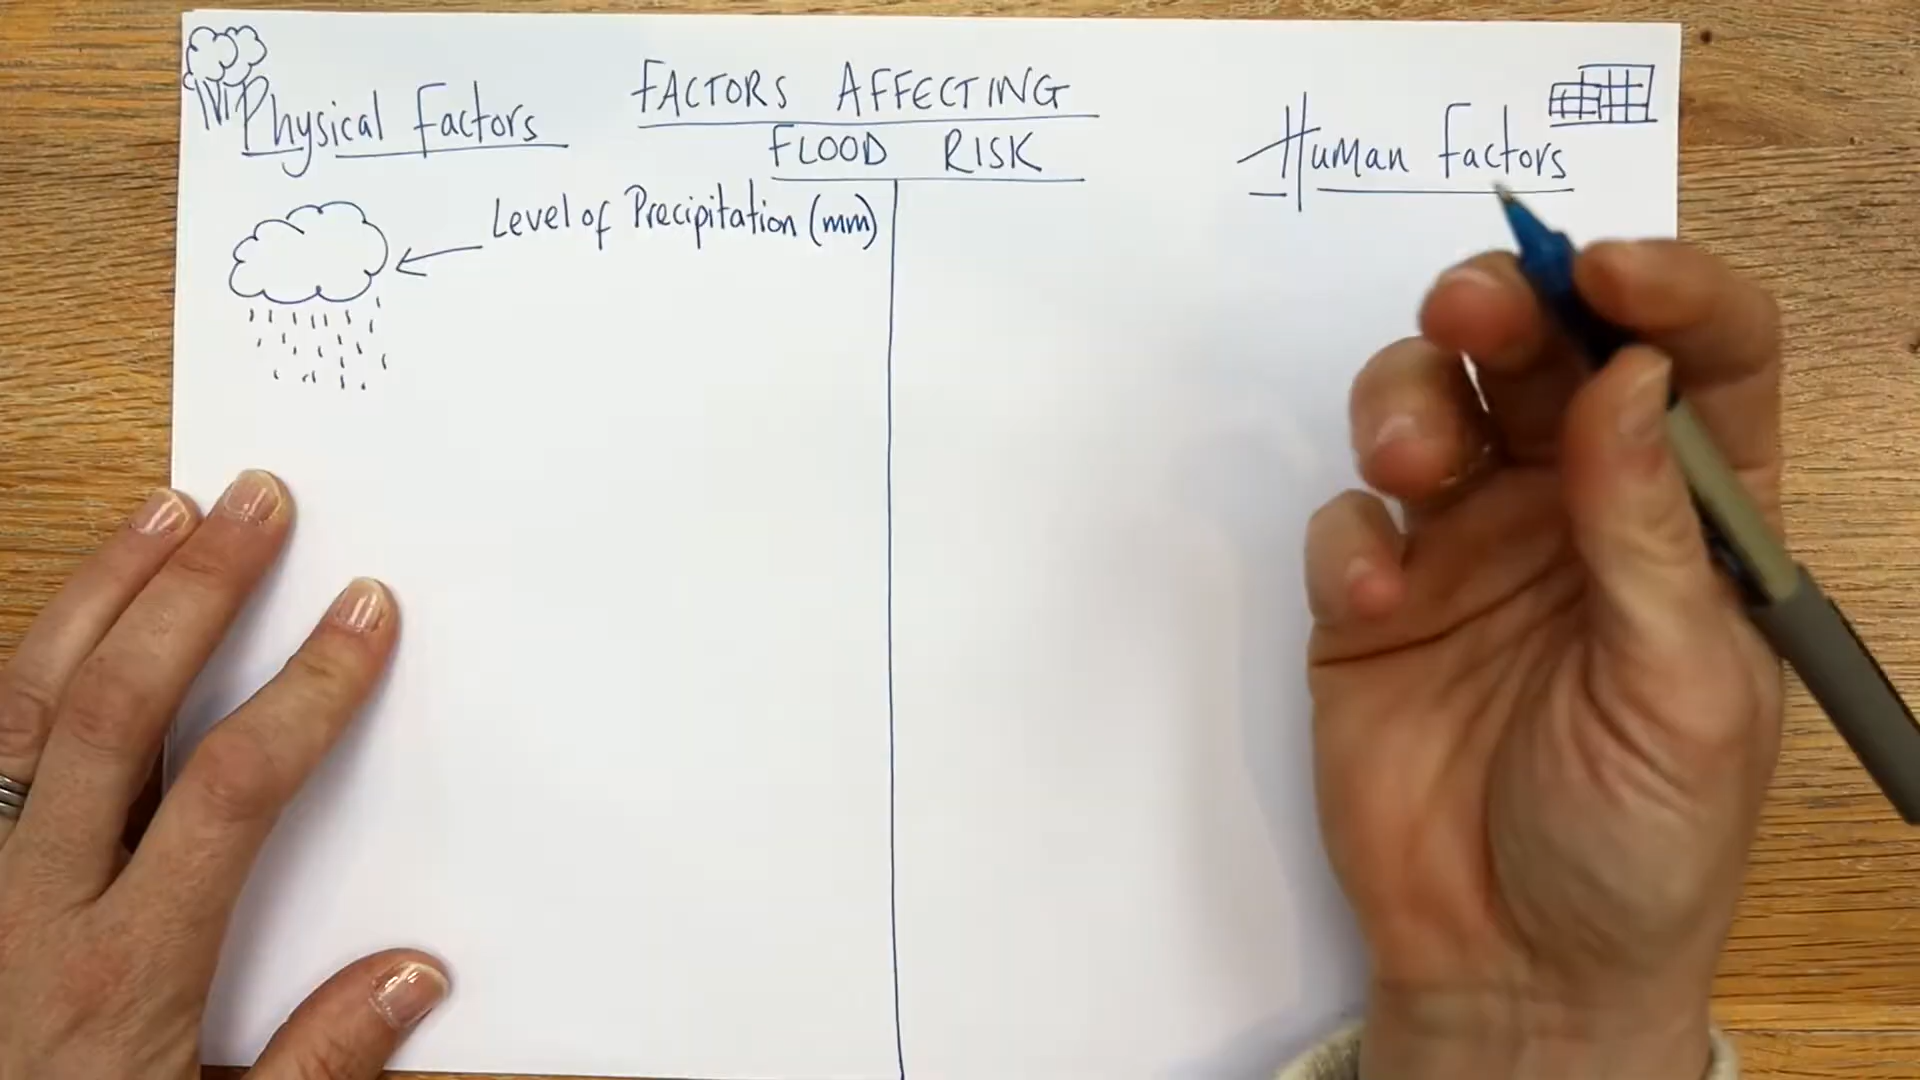 FACTORS AFFECTING
FLOOD RISK
Physical Factors
Level of Precipitation (mm)
Human Factors